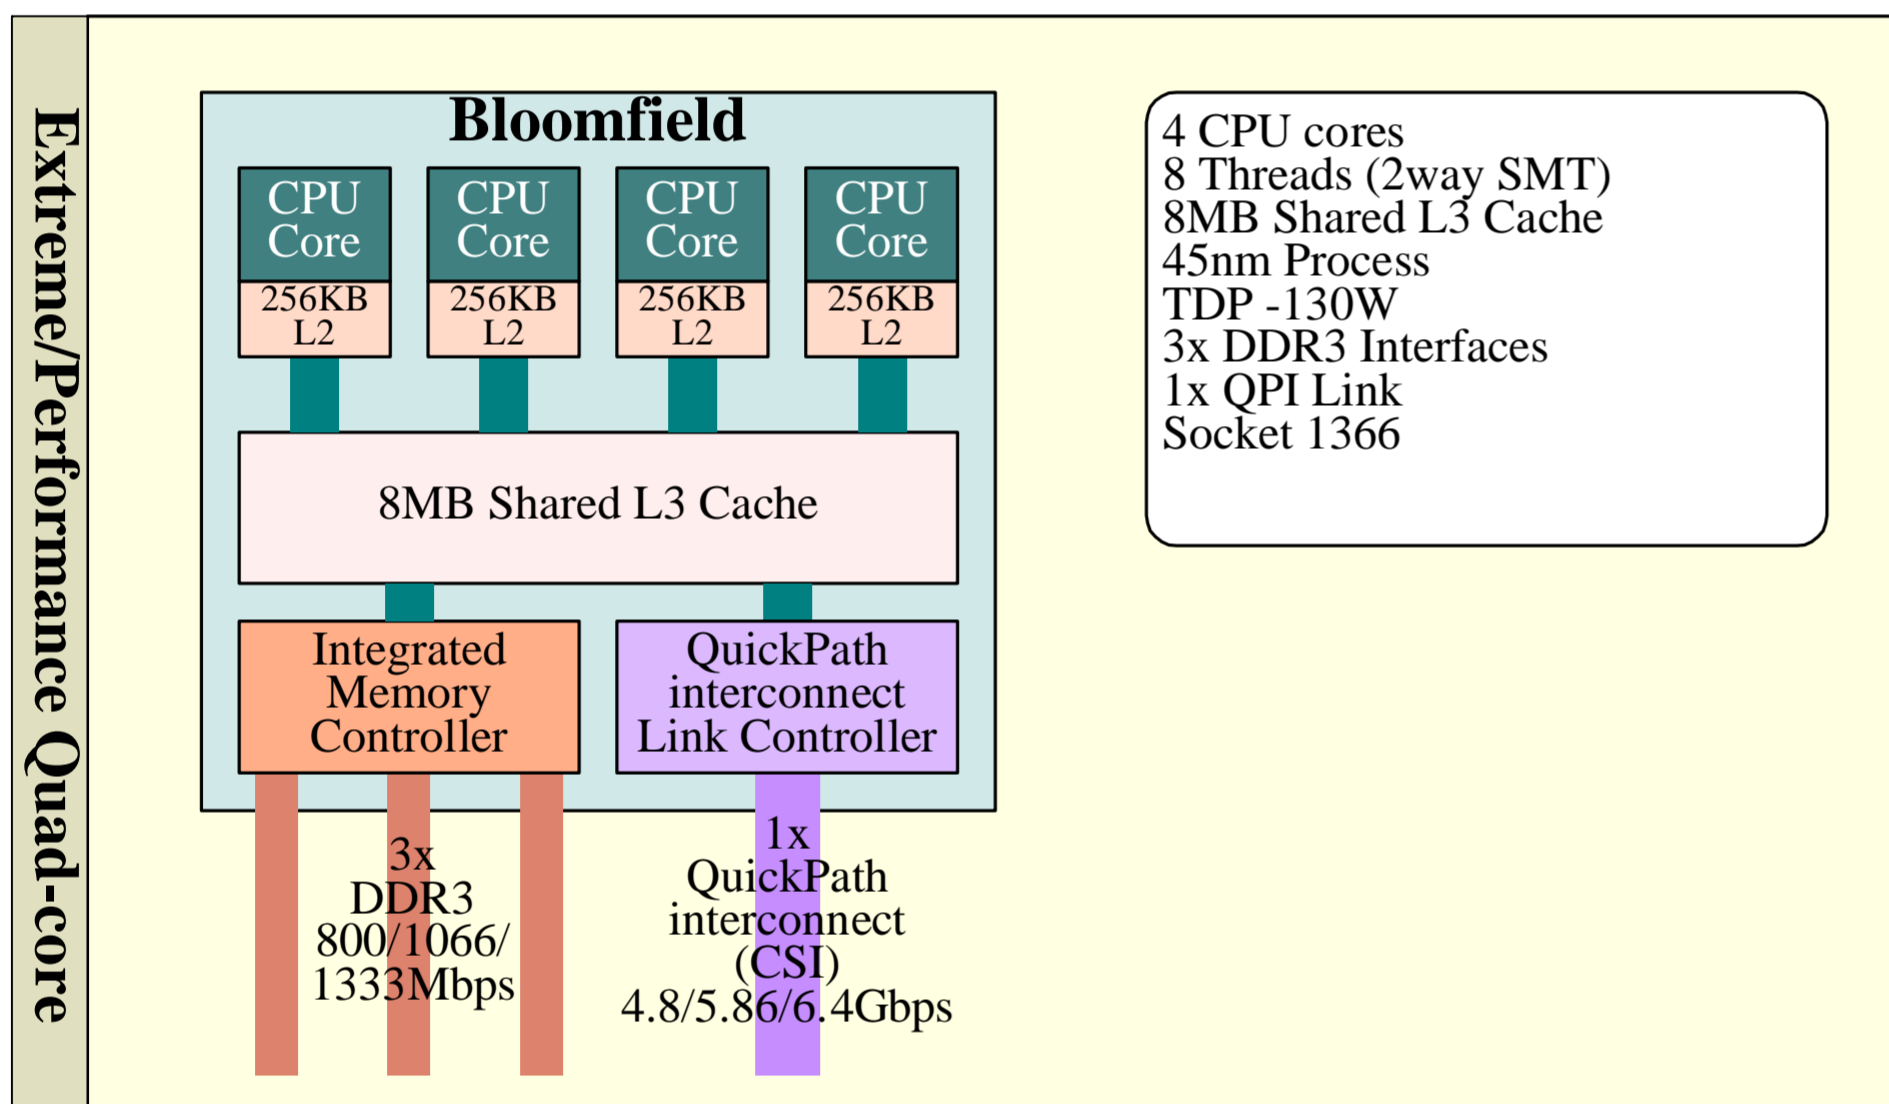 Extreme/Performance Quad-core
Bloomfield
CPU
Core
256KB
L2
CPU
Core
256KB
L2
CPU
Core
256KB
L2
CPU
Core
256KB
L2
8MB Shared L3 Cache
Integrated
Memory
Controller
QuickPath
interconnect
Link Controller
3x
DDR3
800/1066/
1333Mbps
1x
QuickPath
interconnect
(CSI)
4.8/5.86/6.4Gbps
4 CPU cores
8 Threads (2way SMT)
8MB Shared L3 Cache
45nm Process
TDP -130W
3x DDR3 Interfaces
1x QPI Link
Socket 1366